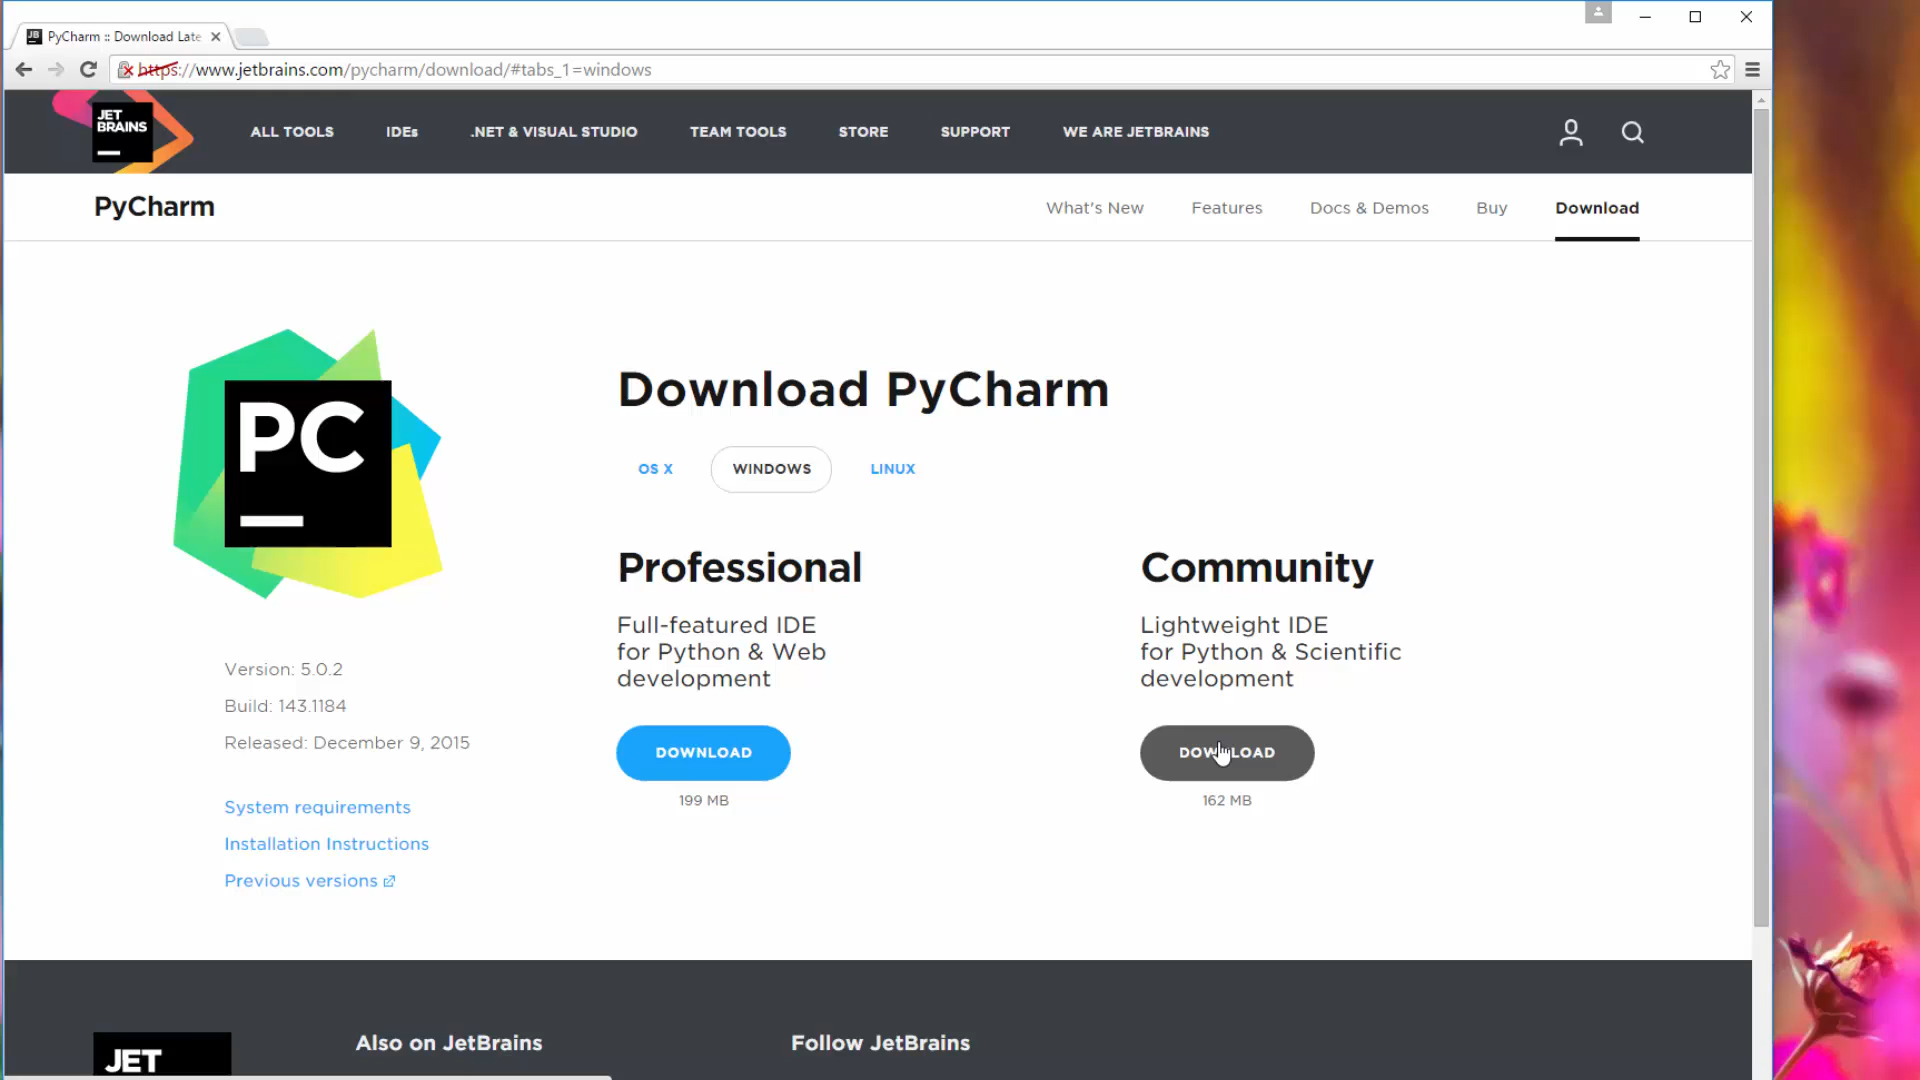 JB PyCharm :: Download Late
https://www.jetbrains.com/pycharm/download/#tabs_1=windows
JET
BRAINS
ALL TOOLS
IDEs
.NET & VISUAL STUDIO
TEAM TOOLS
STORE
SUPPORT
WE ARE JETBRAINS
PyCharm
What's New
Features
Docs & Demos
Buy
Download
PC
Download PyCharm
OS X
WINDOWS
LINUX
Professional
Full-featured IDE
for Python & Web
development
DOWNLOAD
199 MB
Community
Lightweight IDE
for Python & Scientific
development
DOWNLOAD
162 MB
Version: 5.0.2
Build: 143.1184
Released: December 9, 2015
System requirements
Installation Instructions
Previous versions
JET
Also on JetBrains
Follow JetBrains